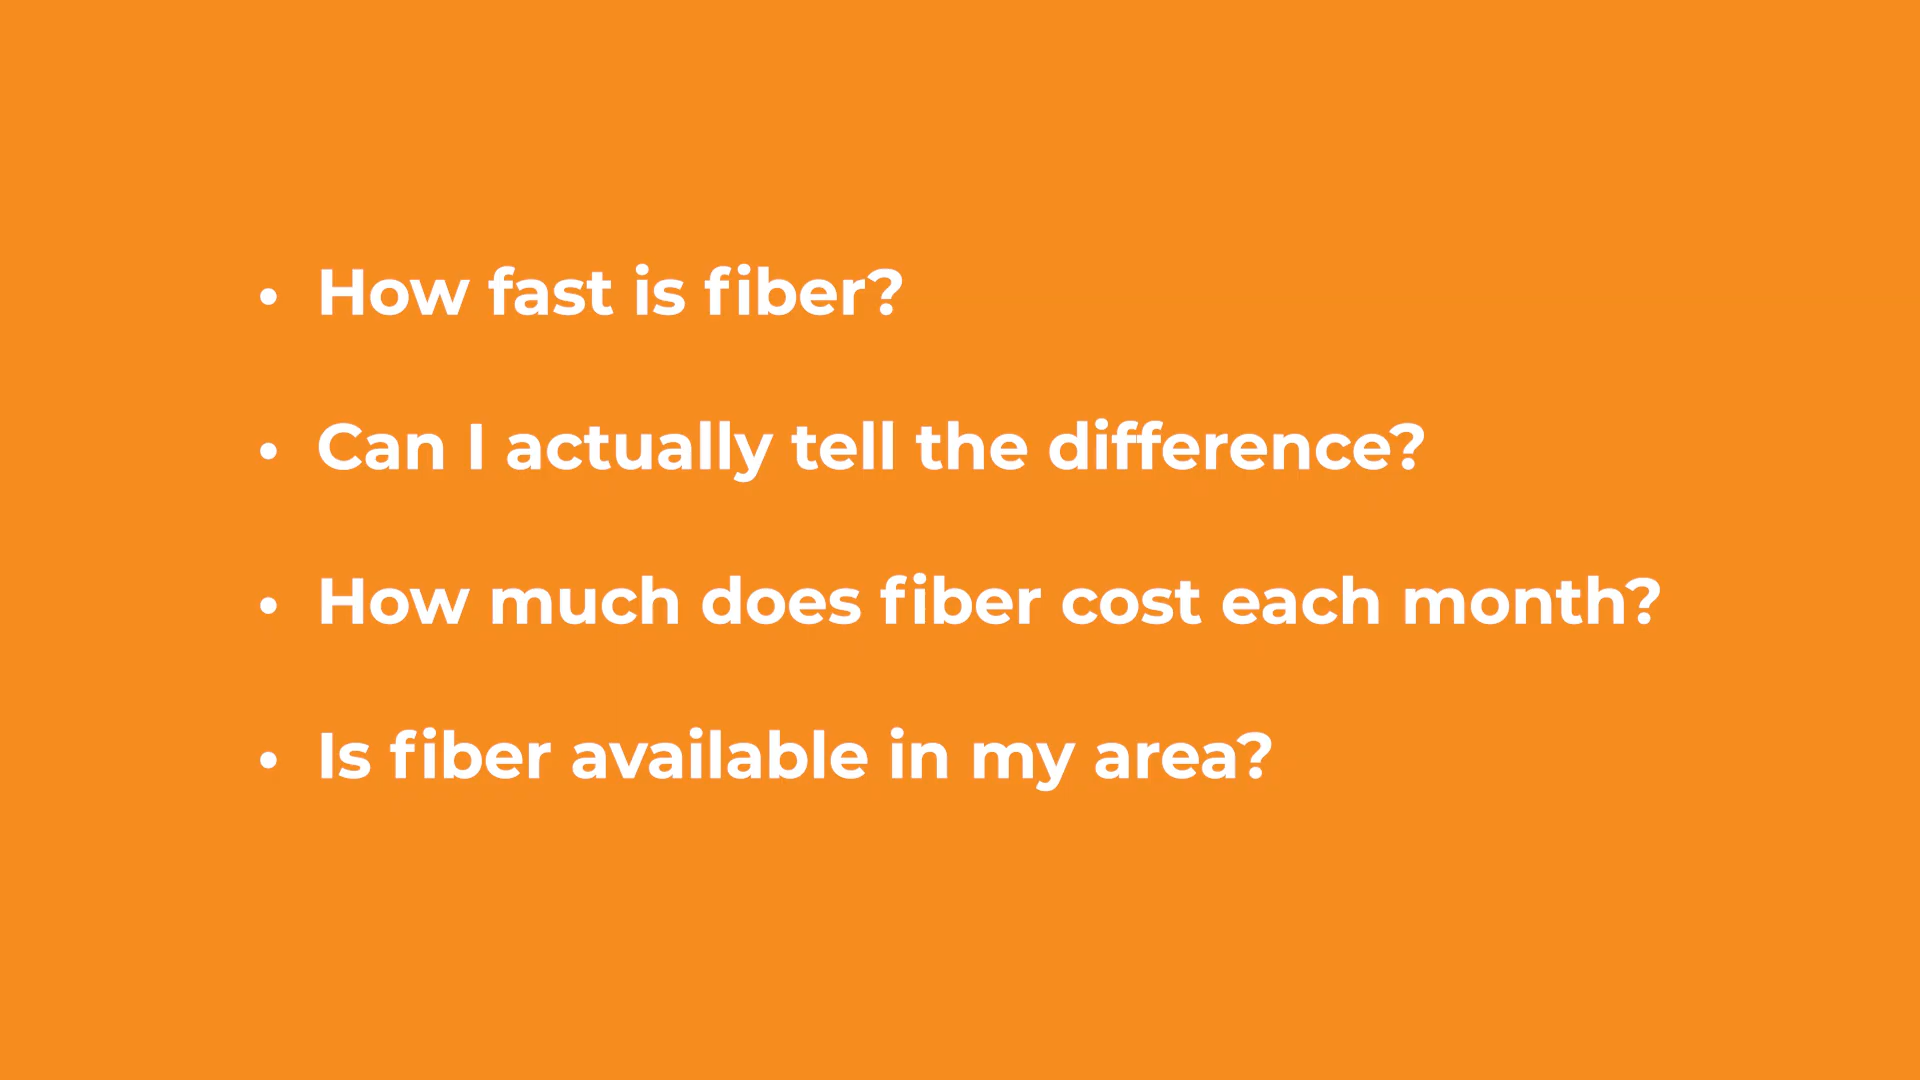 • How fast is fiber?
• Can I actually tell the difference?
• How much does fiber cost each month?
• Is fiber available in my area?